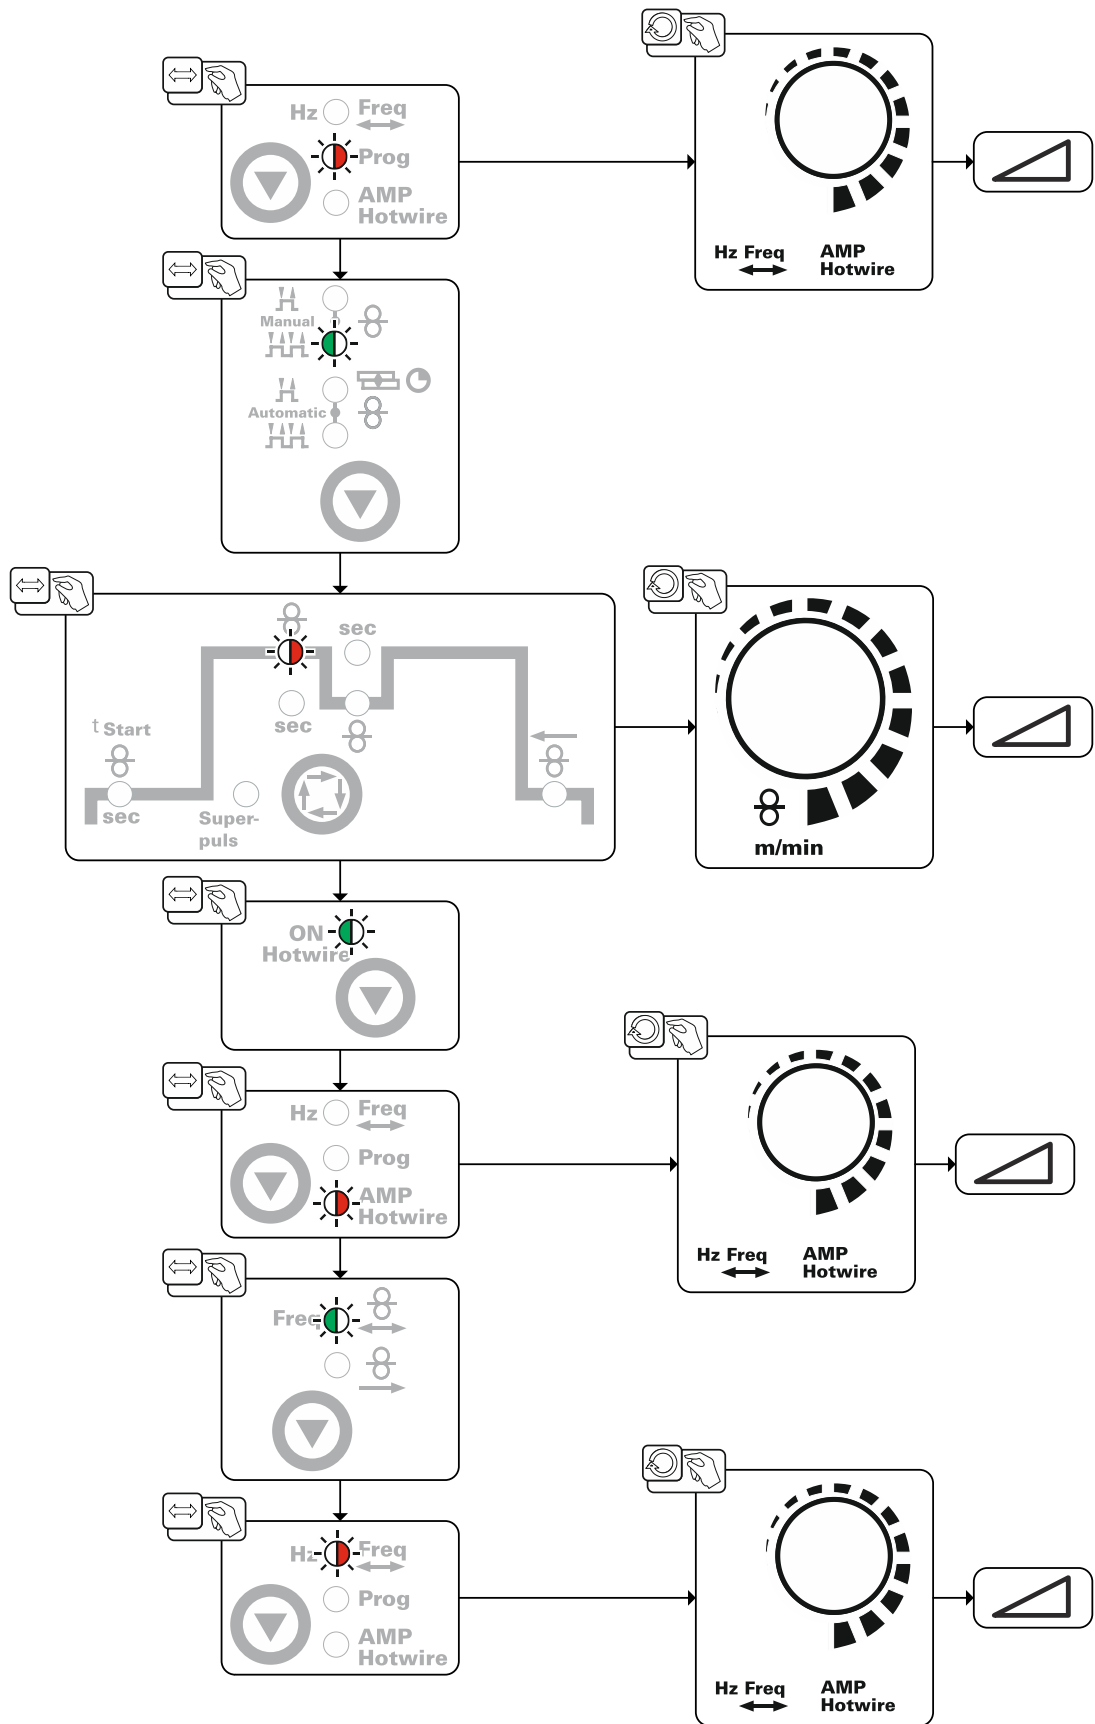 Hz Freq
Prog
AMP
Hotwire
Hz Freq AMP
Hotwire
Manual
Automatic
sec
sec
t Start
sec
Super-
puls
m/min
ON
Hotwire
Hz Freq
Prog
AMP
Hotwire
Hz Freq AMP
Hotwire
Freq
Hz Freq
Prog
AMP
Hotwire
Hz Freq AMP
Hotwire